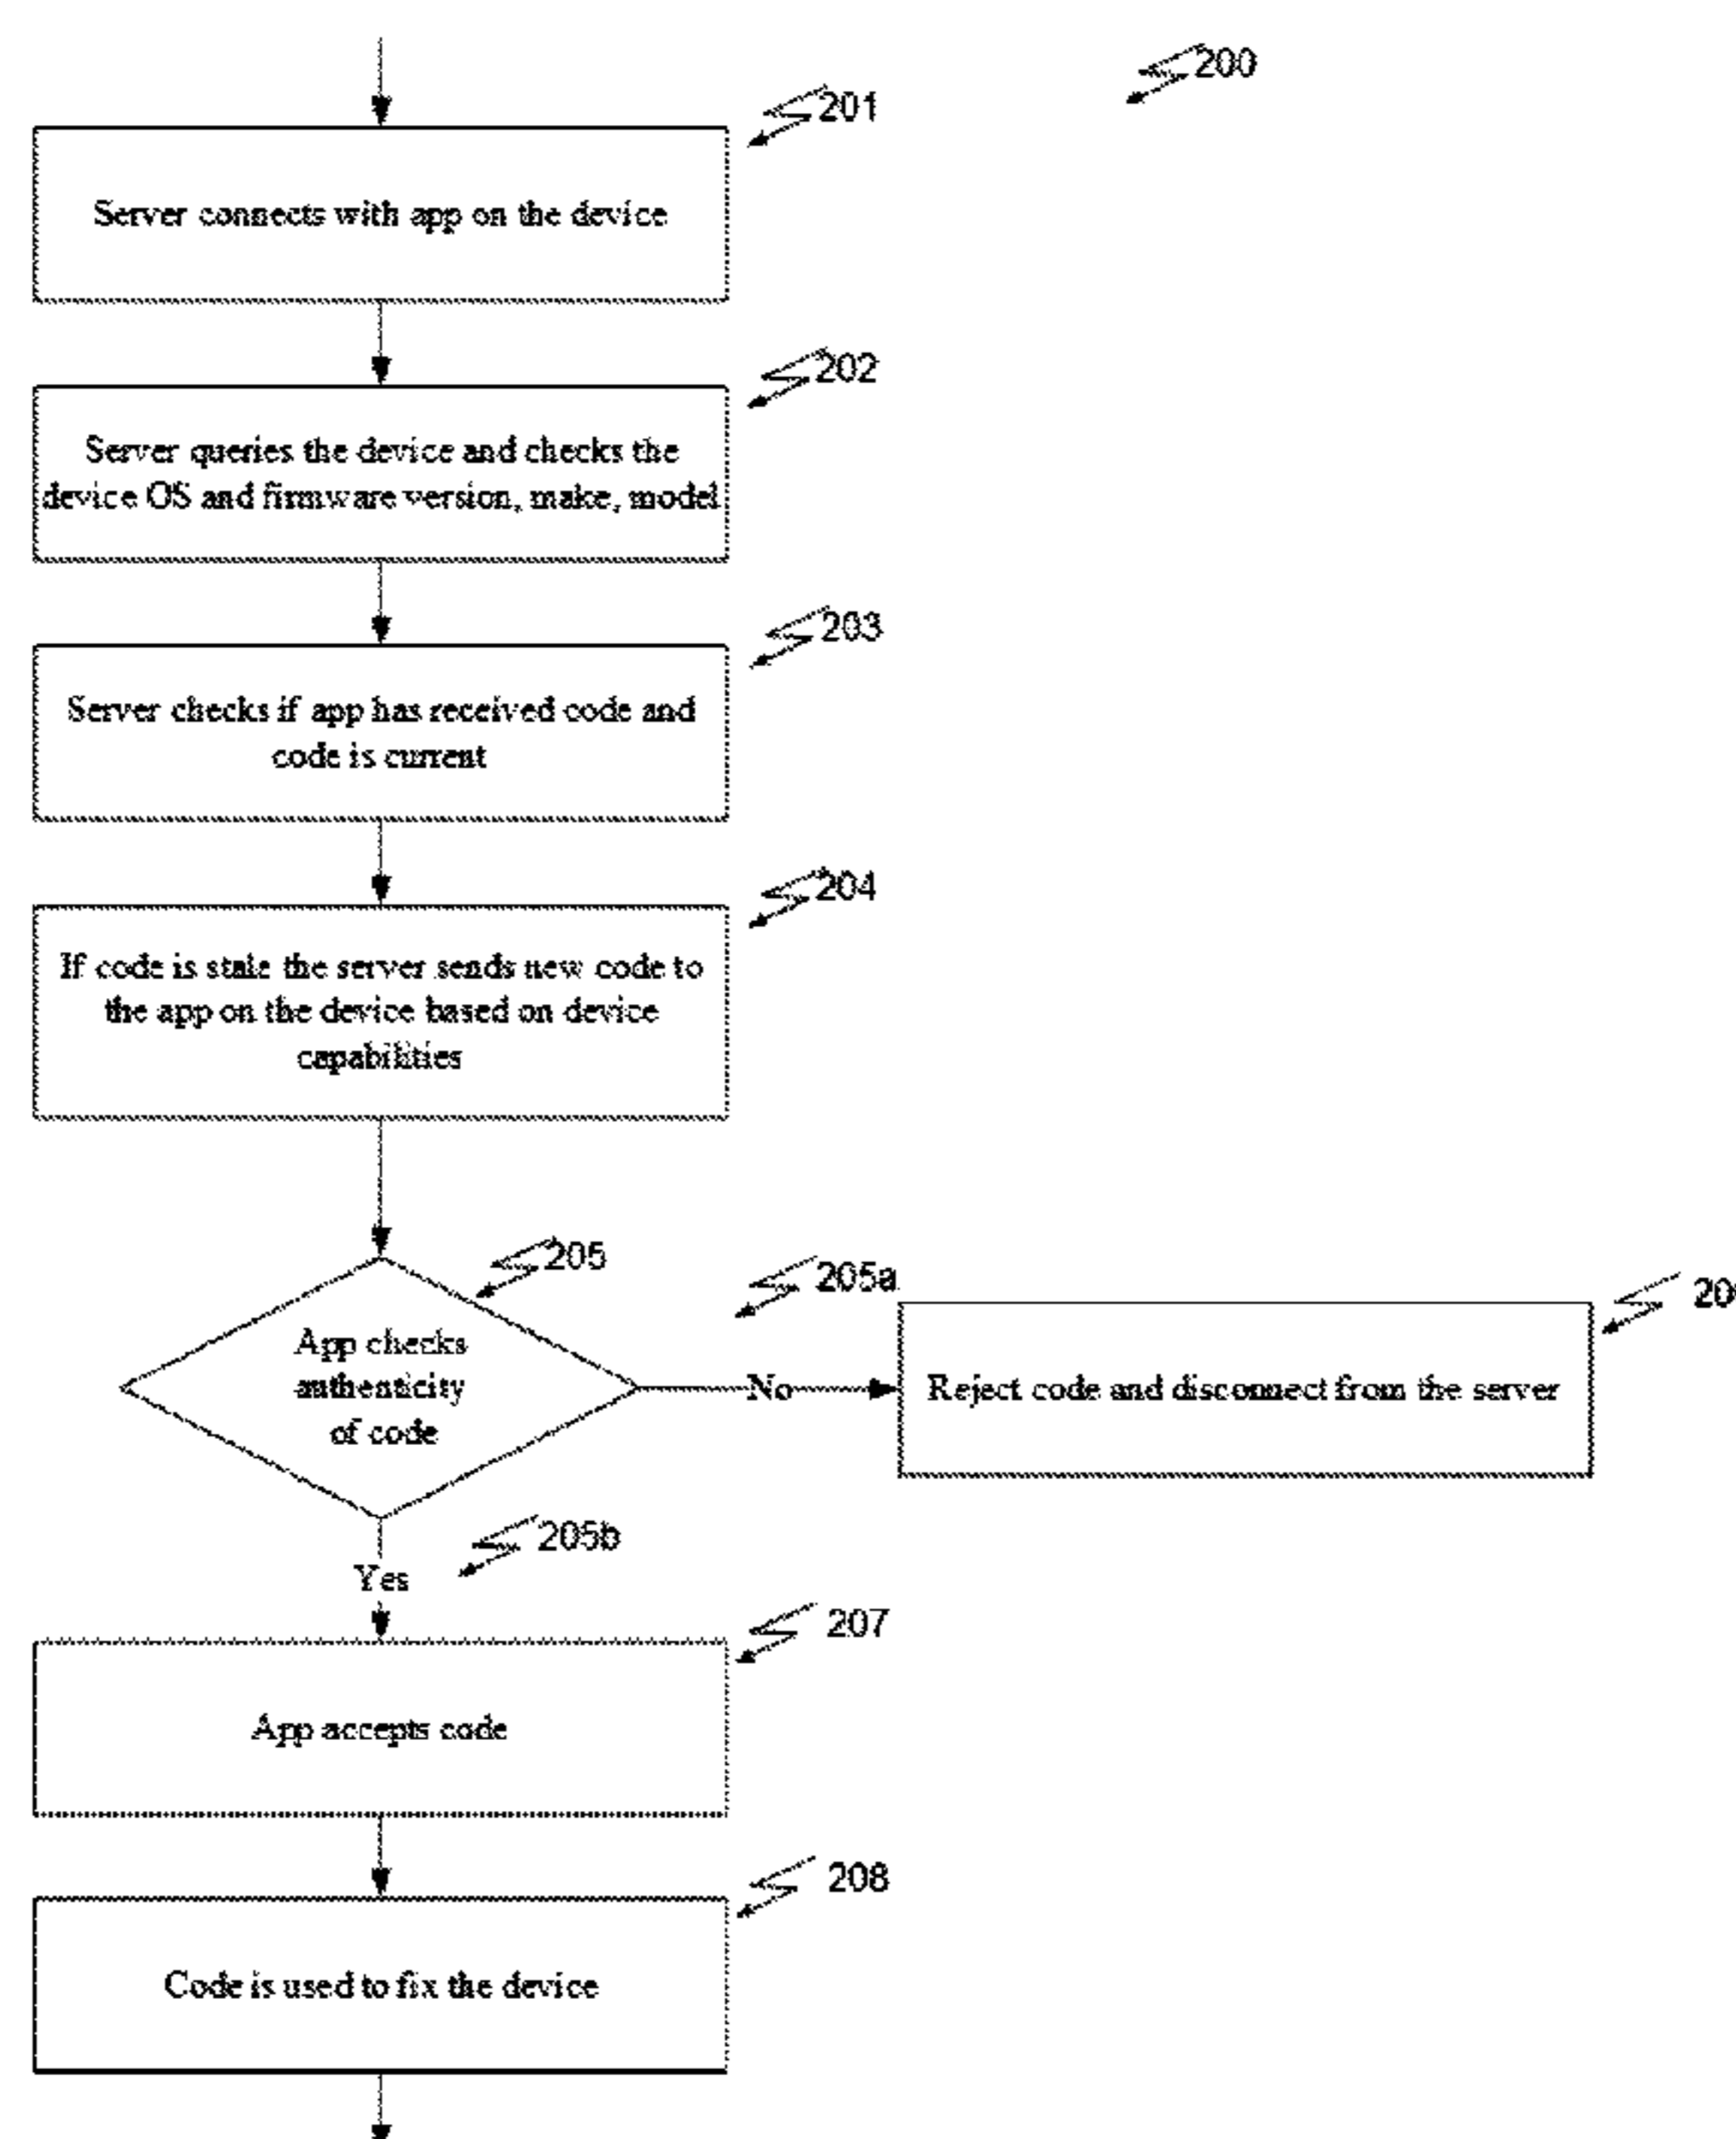 200
201
Server connects with app on the device
202
Server queries the device and checks the
device OS and firmware version, make, model
203
Server checks if app has received code and
code is current
204
If code is stale the server sends new code to
the app on the device based on device
capabilities
205
App checks
authenticity
of code
205a
No
Reject code and disconnect from the server
205b
Yes
207
App accepts code
208
Code is used to fix the device